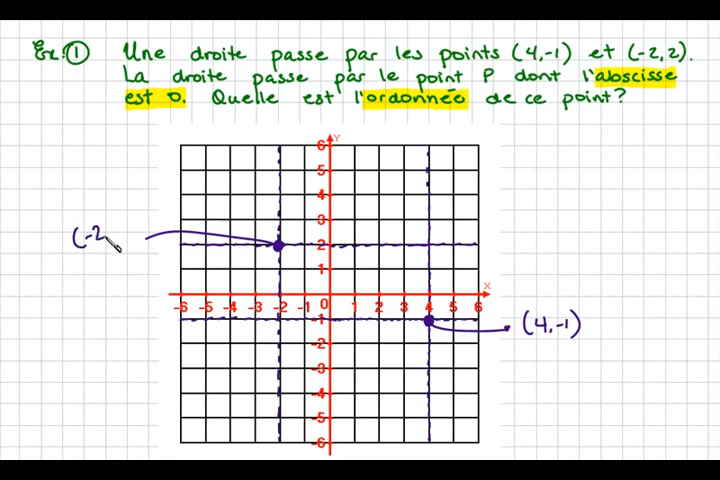 Ex: 1 Une droite passe par les points (4,-1) et (-2,2).
La droite passe par le point P dont l'abscisse
est 0. Quelle est l'ordonnée de ce point?
Y
6
5
4
3
2
1
X
-6 -5 -4 -3 -2 -1 0 1 2 3 4 5 6
-1
-2
-3
-4
-5
-6
(-2
(4,-1)